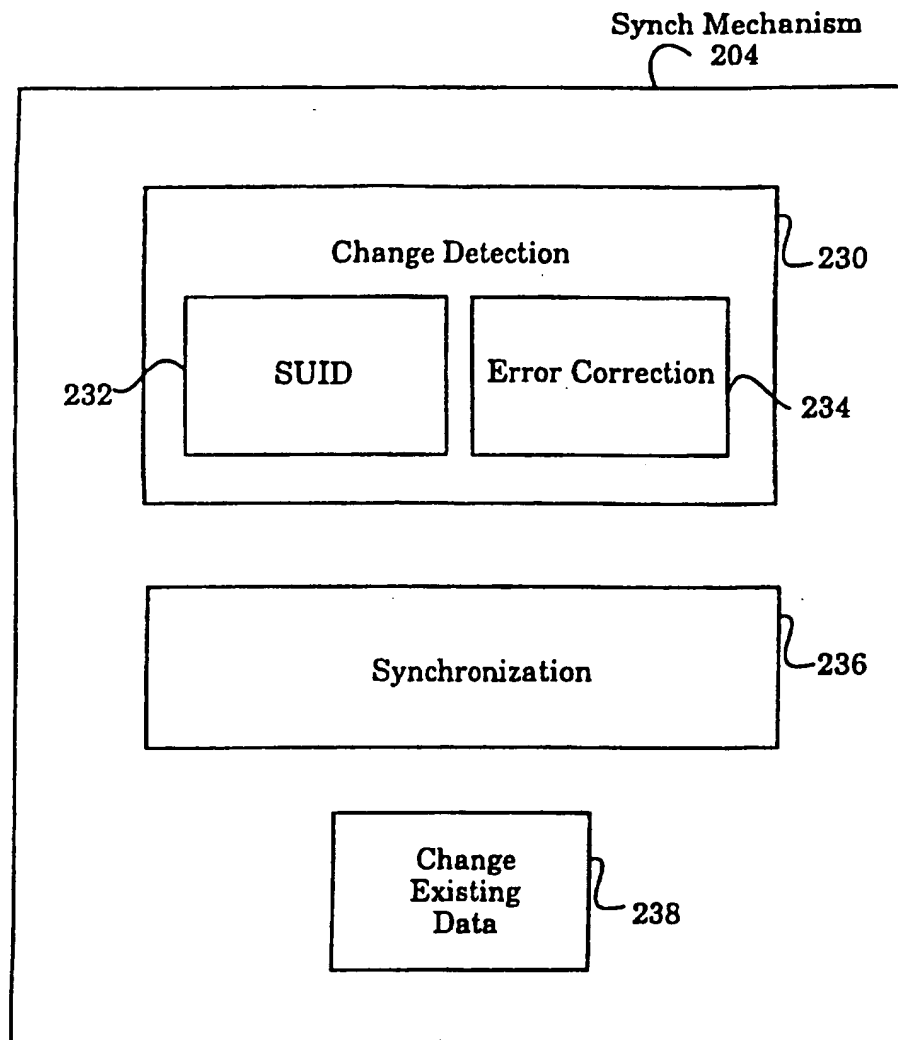 Synch Mechanism
204
Change Detection
230
SUID
Error Correction
232
234
Synchronization
236
Change
Existing
Data
238